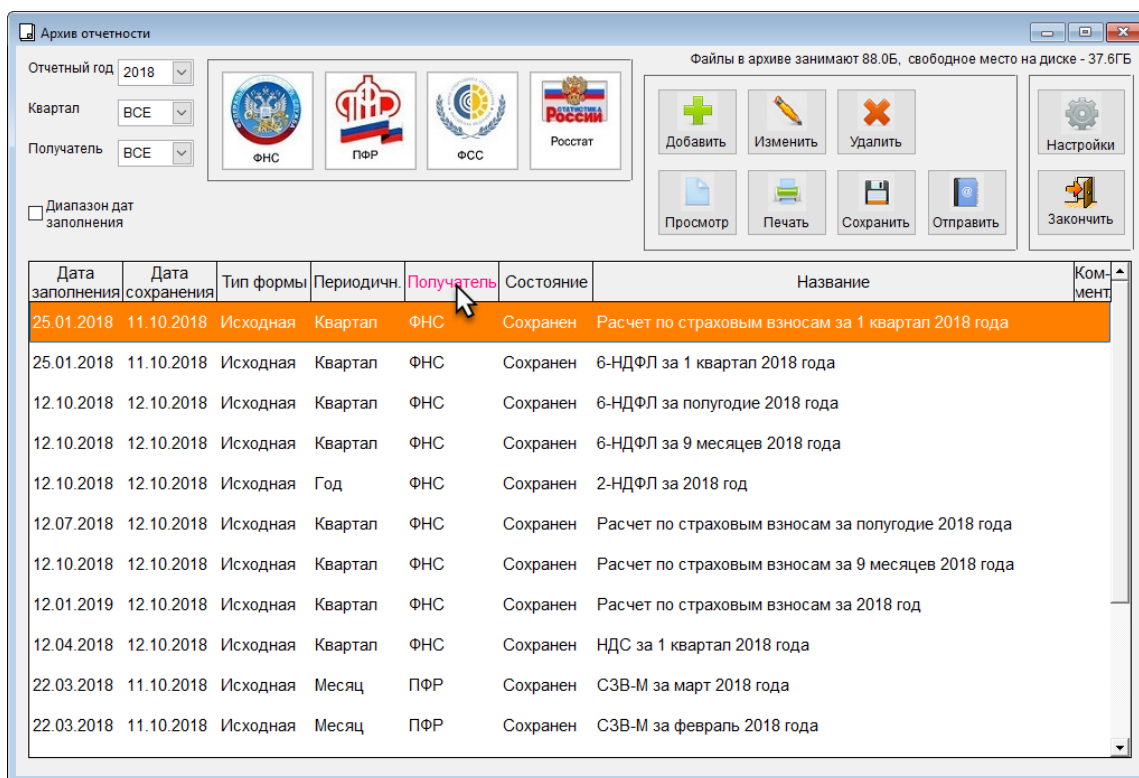 Архив отчетности
Файлы в архиве занимают 88.0Б, свободное место на диске - 37.6ГБ
Отчетный год 2018
Квартал ВСЕ
Получатель ВСЕ
Диапазон дат
заполнения
ФНС ПФР ФСС
СТАТИСТИКА
РОССИИ
Росстат
Добавить Изменить Удалить
Просмотр Печать Сохранить Отправить
Настройки
Закончить
Дата заполнения Дата сохранения Тип формы Периодичн. Получатель Состояние Название Ком-мент.
25.01.2018 11.10.2018 Исходная Квартал ФНС Сохранен Расчет по страховым взносам за 1 квартал 2018 года
25.01.2018 11.10.2018 Исходная Квартал ФНС Сохранен 6-НДФЛ за 1 квартал 2018 года
12.10.2018 12.10.2018 Исходная Квартал ФНС Сохранен 6-НДФЛ за полугодие 2018 года
12.10.2018 12.10.2018 Исходная Квартал ФНС Сохранен 6-НДФЛ за 9 месяцев 2018 года
12.10.2018 12.10.2018 Исходная Год ФНС Сохранен 2-НДФЛ за 2018 год
12.07.2018 12.10.2018 Исходная Квартал ФНС Сохранен Расчет по страховым взносам за полугодие 2018 года
12.10.2018 12.10.2018 Исходная Квартал ФНС Сохранен Расчет по страховым взносам за 9 месяцев 2018 года
12.01.2019 12.10.2018 Исходная Квартал ФНС Сохранен Расчет по страховым взносам за 2018 год
12.04.2018 12.10.2018 Исходная Квартал ФНС Сохранен НДС за 1 квартал 2018 года
22.03.2018 11.10.2018 Исходная Месяц ПФР Сохранен СЗВ-М за март 2018 года
22.03.2018 11.10.2018 Исходная Месяц ПФР Сохранен СЗВ-М за февраль 2018 года